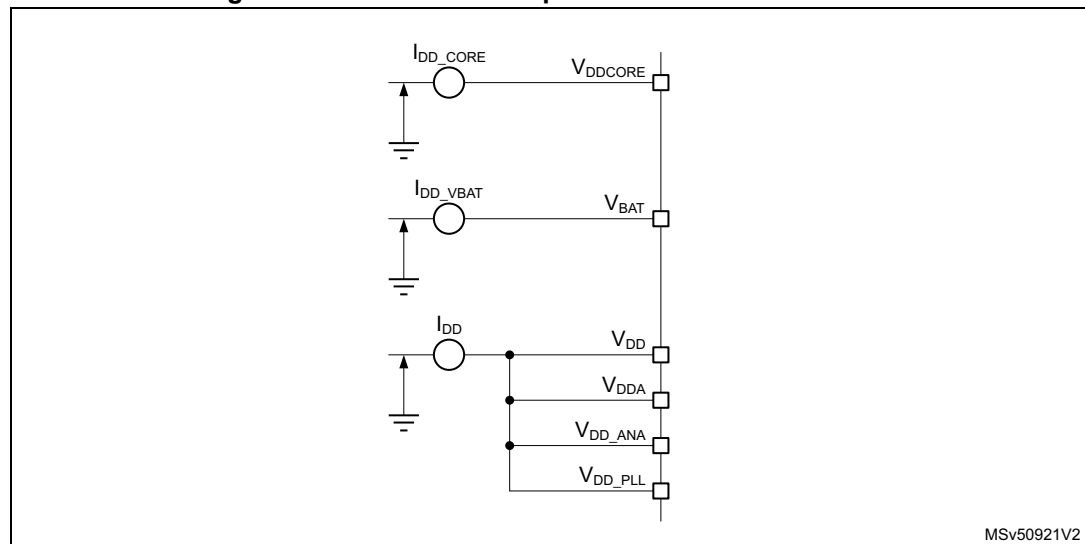 I_DD_CORE
V_DDCORE
I_DD_VBAT
V_BAT
I_DD
V_DD
V_DDA
V_DD_ANA
V_DD_PLL
MSv50921V2